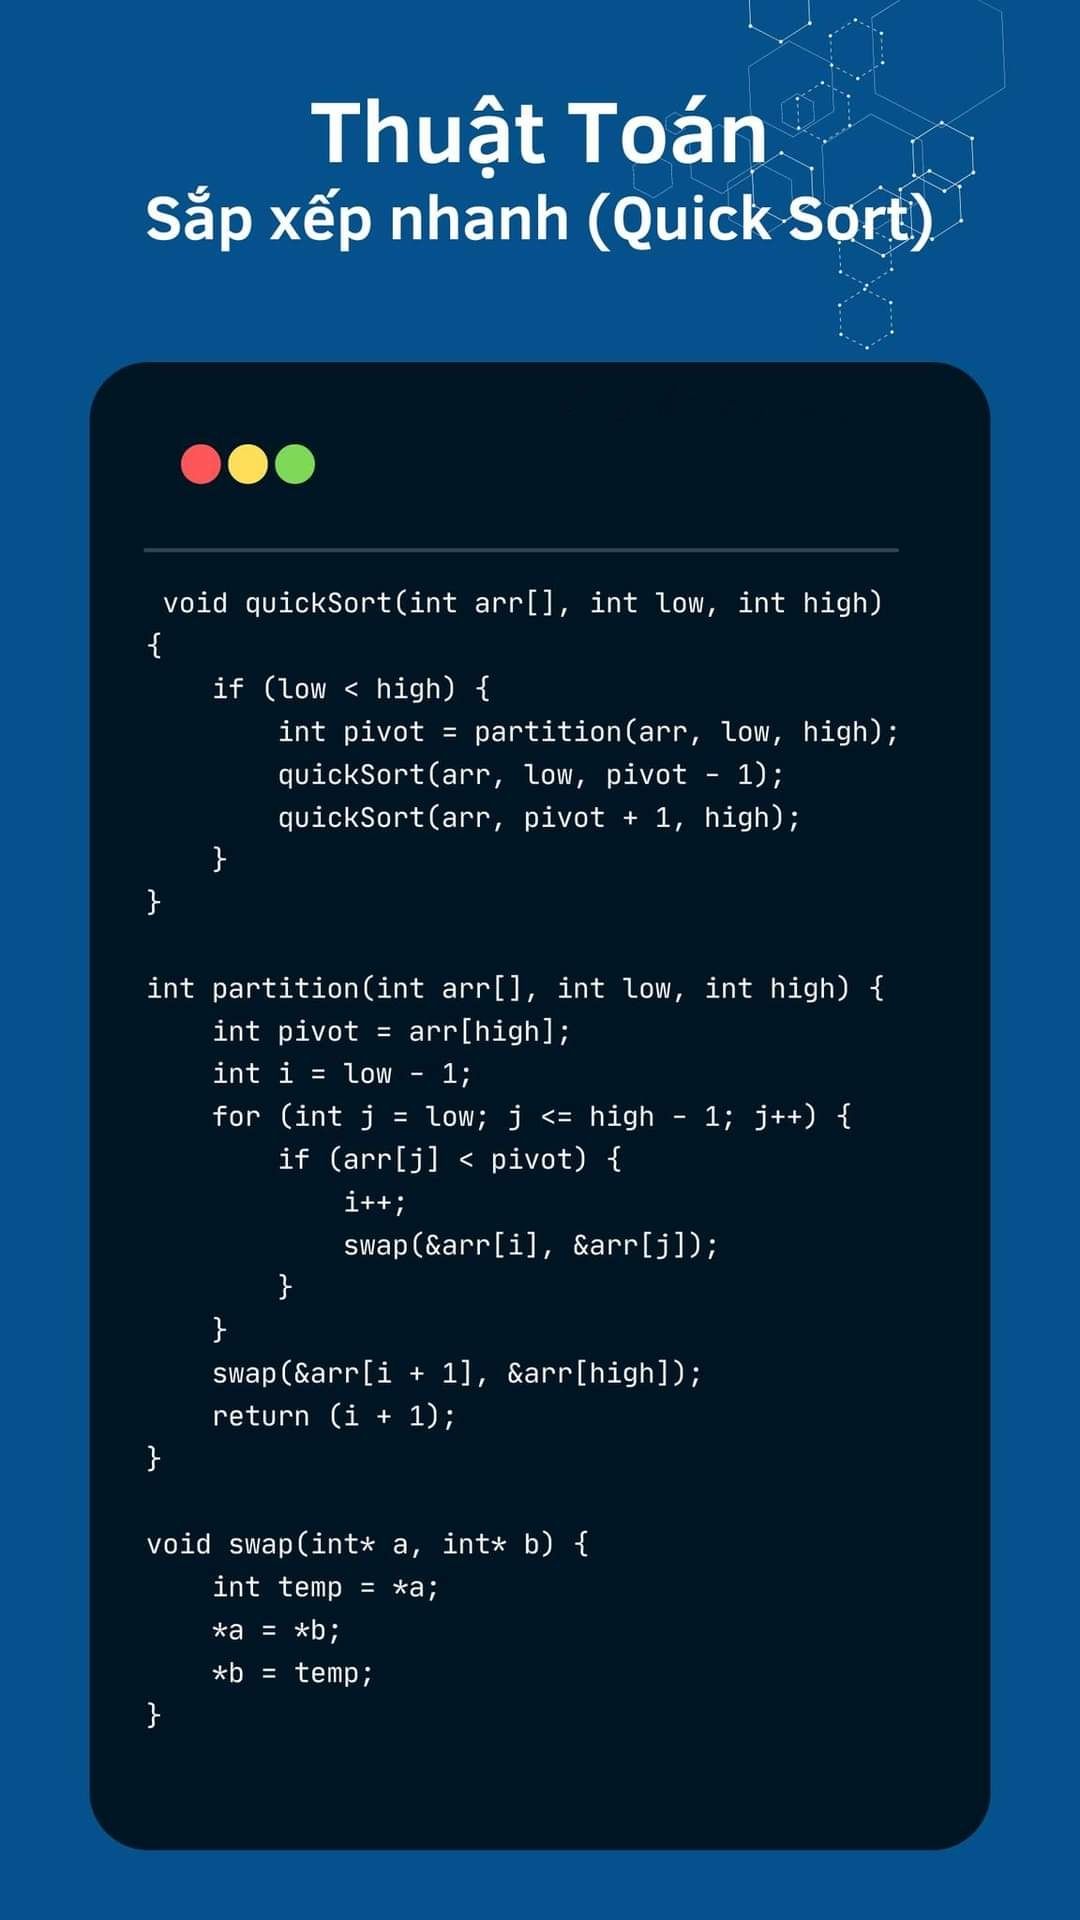 Thuật Toán
Sắp xếp nhanh (Quick Sort)
void quickSort(int arr[], int low, int high)
{
    if (low < high) {
        int pivot = partition(arr, low, high);
        quickSort(arr, low, pivot - 1);
        quickSort(arr, pivot + 1, high);
    }
}

int partition(int arr[], int low, int high) {
    int pivot = arr[high];
    int i = low - 1;
    for (int j = low; j <= high - 1; j++) {
        if (arr[j] < pivot) {
            i++;
            swap(&arr[i], &arr[j]);
        }
    }
    swap(&arr[i + 1], &arr[high]);
    return (i + 1);
}

void swap(int* a, int* b) {
    int temp = *a;
    *a = *b;
    *b = temp;
}